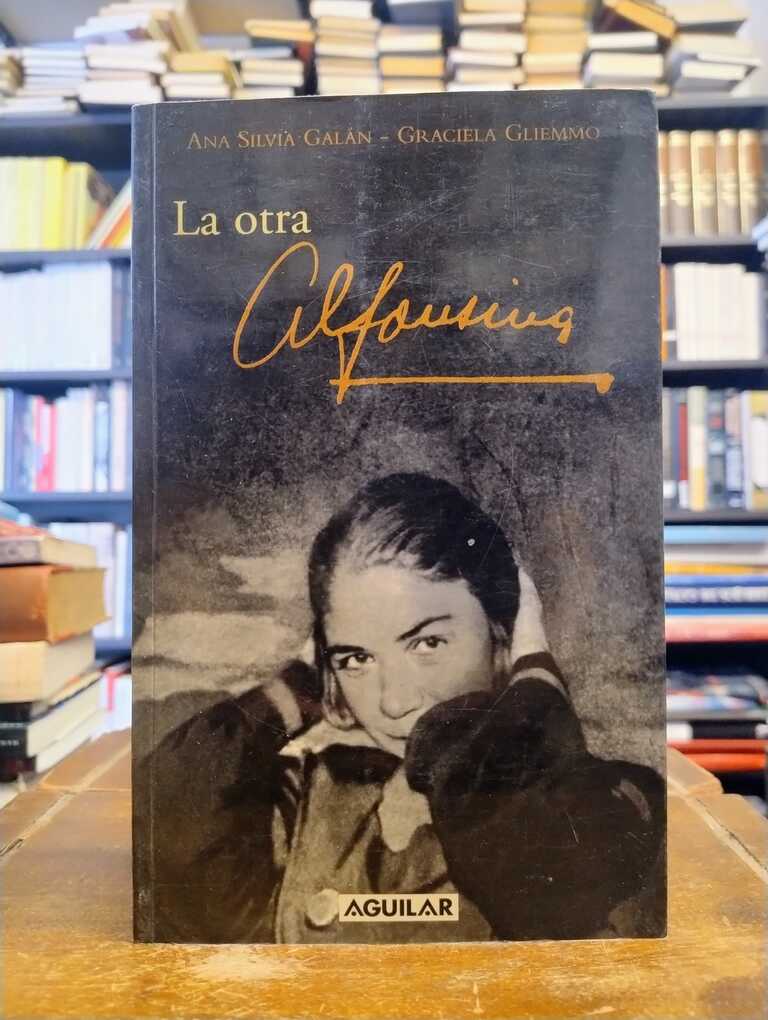 ANA SILVIA GALÁN – GRACIELA GLIEMMO
La otra
Alfonsina
AGUILAR